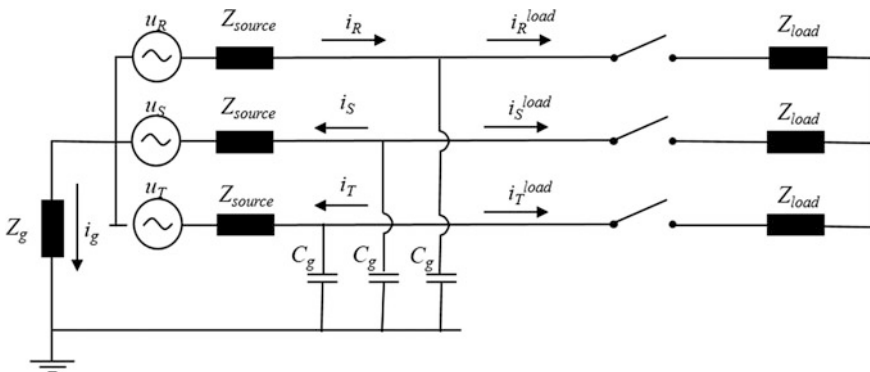 u_R Z_source i_R i_R^load Z_load
u_S Z_source i_S i_S^load Z_load
u_T Z_source i_T i_T^load Z_load
Z_g i_g C_g C_g C_g